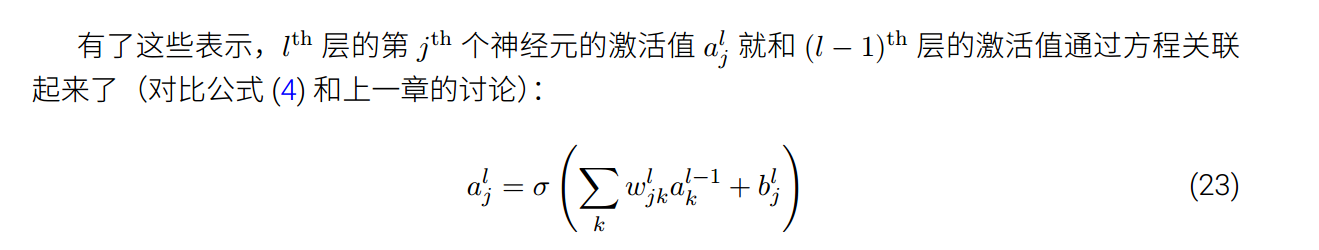 有了这些表示，l^th 层的第 j^th 个神经元的激活值 a_j^l 就和 (l − 1)^th 层的激活值通过方程关联
起来了（对比公式 (4) 和上一章的讨论）：
a_j^l = σ ( ∑_k w_{jk}^l a_k^{l−1} + b_j^l ) (23)